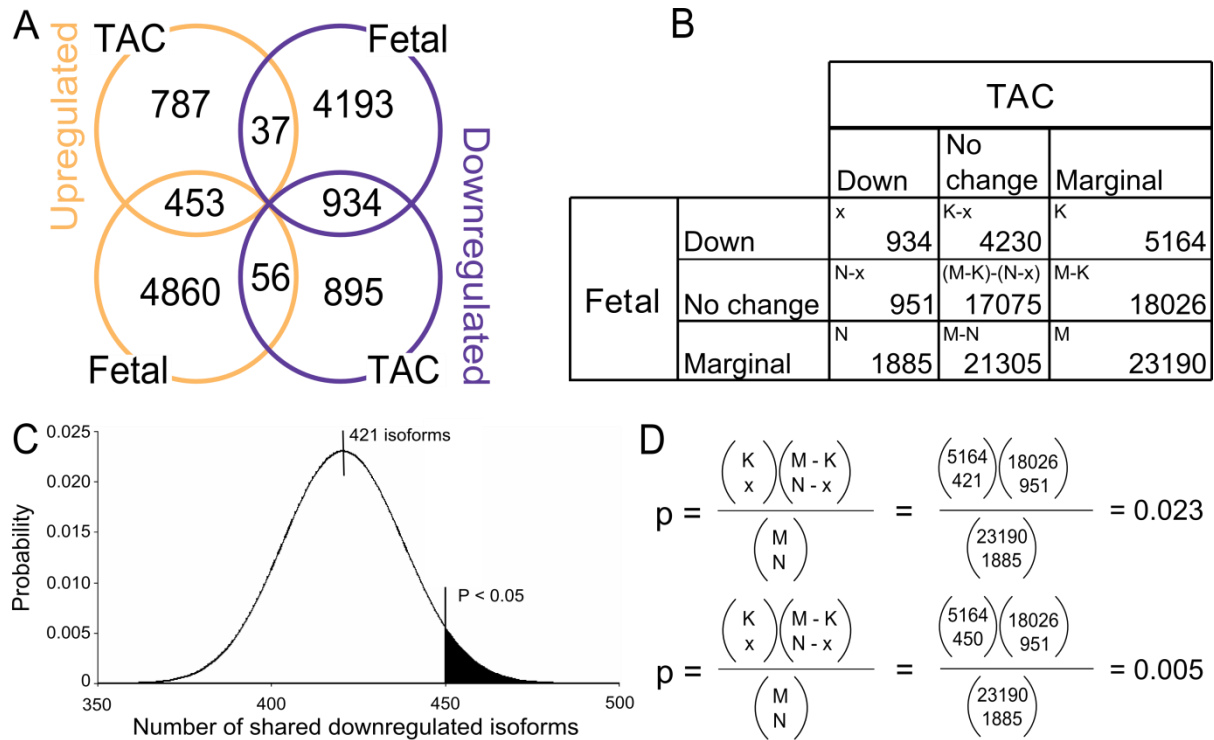 A
TAC
Fetal
Upregulated
Downregulated
787
37
4193
453
934
4860
56
895
Fetal
TAC
B
TAC
Down
No change
Marginal
Fetal
Down
x
934
K-x
4230
K
5164
No change
N-x
951
(M-K)-(N-x)
17075
M-K
18026
Marginal
N
1885
M-N
21305
M
23190
C
Probability
0.025
0.020
0.015
0.010
0.005
0
421 isoforms
P < 0.05
350
400
450
500
Number of shared downregulated isoforms
D
p = (K x) (M - K N - x) / (M N) = (5164 421) (18026 951) / (23190 1885) = 0.023
p = (K x) (M - K N - x) / (M N) = (5164 450) (18026 951) / (23190 1885) = 0.005